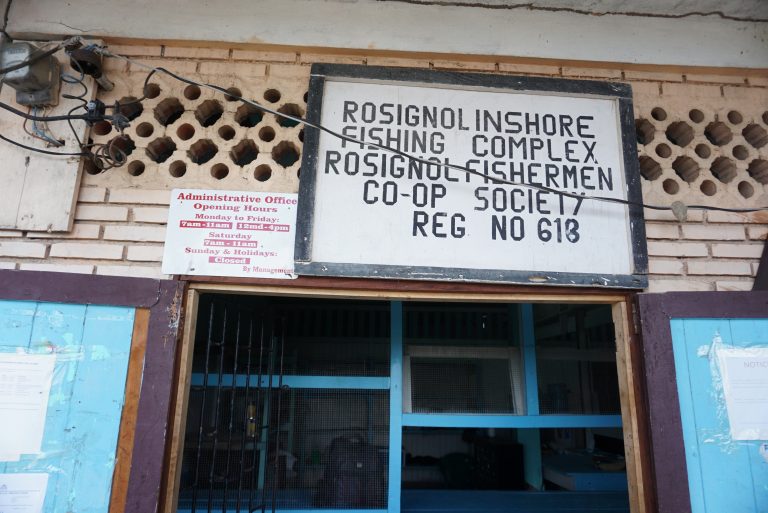 ROSIGNOL INSHORE
FISHING COMPLEX
ROSIGNOL FISHERMEN
CO-OP SOCIETY
REG NO 618
Administrative Office
Opening Hours
Monday to Friday:
7am-11am 12md-4pm
Saturday
7am-11am
Sunday & Holidays:
Closed
By Management
NOTICE